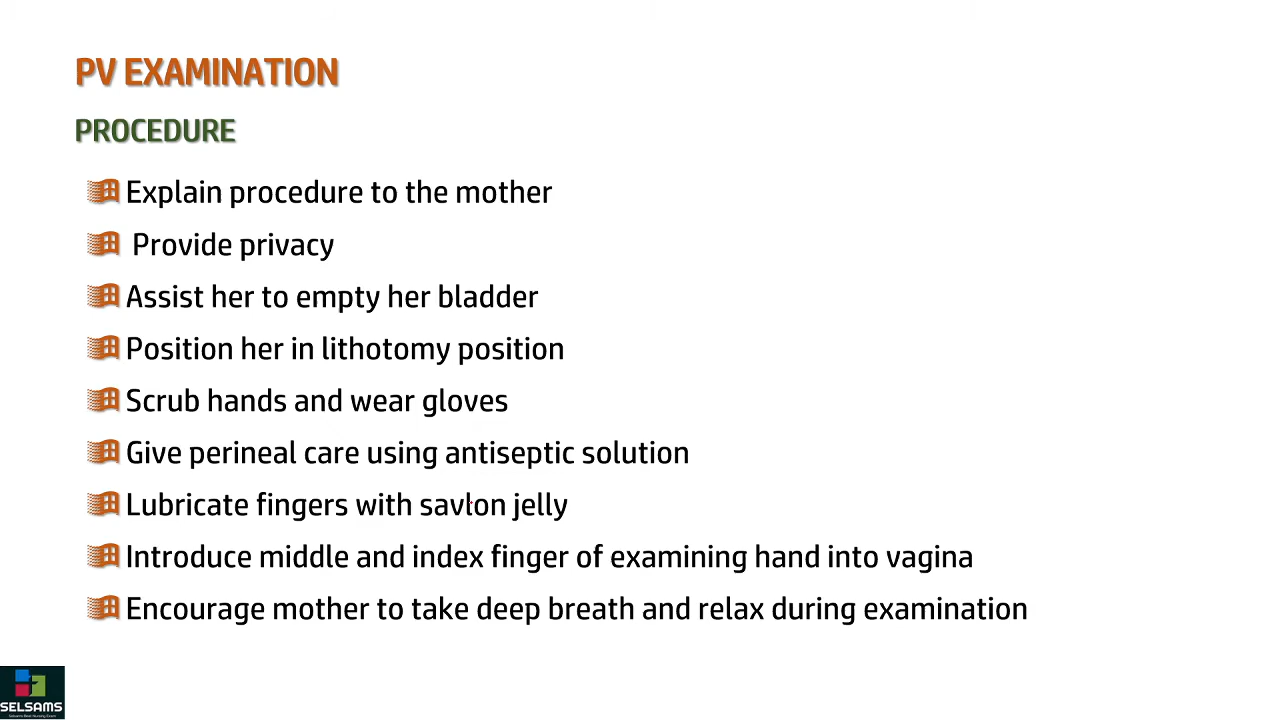 PV EXAMINATION
PROCEDURE
Explain procedure to the mother
Provide privacy
Assist her to empty her bladder
Position her in lithotomy position
Scrub hands and wear gloves
Give perineal care using antiseptic solution
Lubricate fingers with savlon jelly
Introduce middle and index finger of examining hand into vagina
Encourage mother to take deep breath and relax during examination
SELSAMS